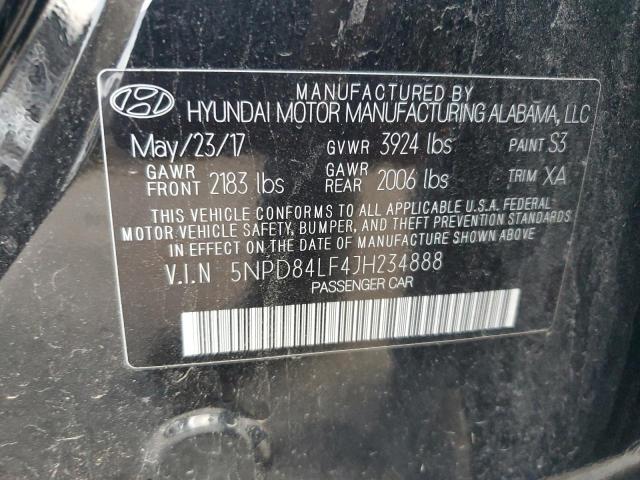 MANUFACTURED BY
HYUNDAI MOTOR MANUFACTURING ALABAMA, LLC
May/23/17 GVWR 3924 lbs PAINT S3
GAWR FRONT 2183 lbs GAWR REAR 2006 lbs TRIM XA
THIS VEHICLE CONFORMS TO ALL APPLICABLE U.S.A. FEDERAL
MOTOR VEHICLE SAFETY, BUMPER, AND THEFT PREVENTION STANDARDS
IN EFFECT ON THE DATE OF MANUFACTURE SHOWN ABOVE.
V.I.N 5NPD84LF4JH234888
PASSENGER CAR